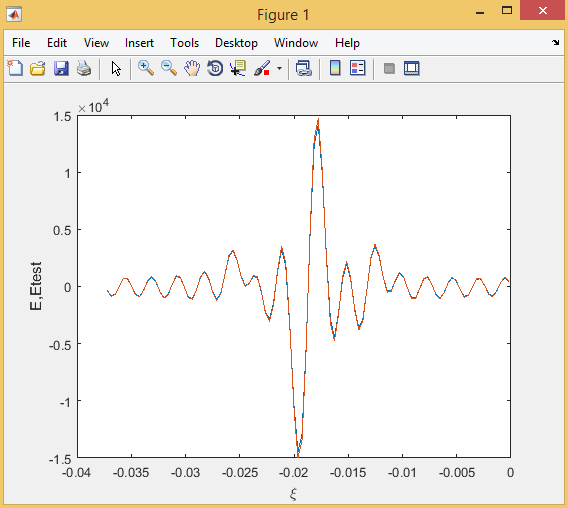 Figure 1
File Edit View Insert Tools Desktop Window Help
×10⁴
1.5
1
0.5
0
-0.5
-1
-1.5
E,Etest
-0.04 -0.035 -0.03 -0.025 -0.02 -0.015 -0.01 -0.005 0
ξ